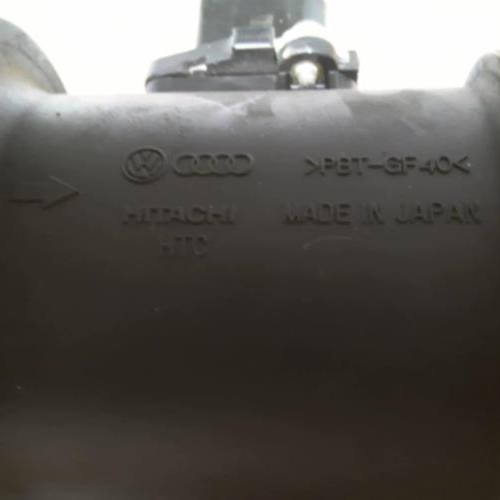 >PBT-GF40<
HITACHI MADE IN JAPAN
HTC